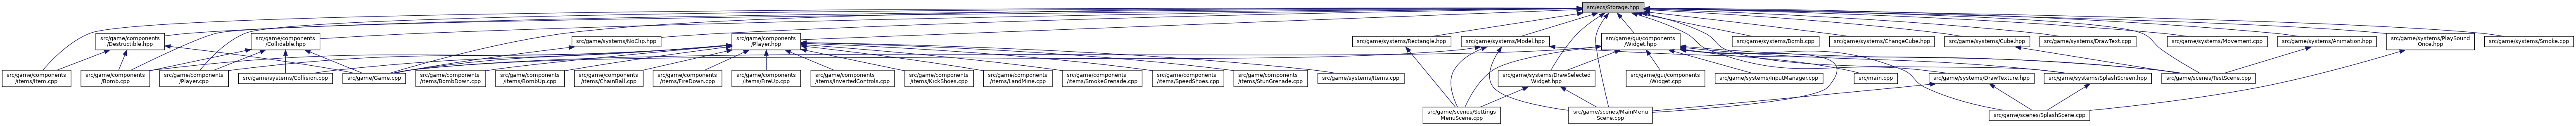 src/ecs/Storage.hpp
src/game/components
/Destructible.hpp
src/game/components
/Collidable.hpp
src/game/systems/NoClip.hpp
src/game/components
/Player.hpp
src/game/systems/Rectangle.hpp
src/game/systems/Model.hpp
src/game/gui/components
/Widget.hpp
src/game/systems/Bomb.cpp
src/game/systems/ChangeCube.hpp
src/game/systems/Cube.hpp
src/game/systems/DrawText.cpp
src/game/systems/Movement.cpp
src/game/systems/Animation.hpp
src/game/systems/PlaySound
Once.hpp
src/game/systems/Smoke.cpp
src/game/components
/items/Item.cpp
src/game/components
/Bomb.cpp
src/game/components
/Player.cpp
src/game/systems/Collision.cpp
src/game/Game.cpp
src/game/components
/items/BombDown.cpp
src/game/components
/items/BombUp.cpp
src/game/components
/items/ChainBall.cpp
src/game/components
/items/FireDown.cpp
src/game/components
/items/FireUp.cpp
src/game/components
/items/InvertedControls.cpp
src/game/components
/items/KickShoes.cpp
src/game/components
/items/LandMine.cpp
src/game/components
/items/SmokeGrenade.cpp
src/game/components
/items/SpeedShoes.cpp
src/game/components
/items/StunGrenade.cpp
src/game/systems/Items.cpp
src/game/systems/DrawSelected
Widget.hpp
src/game/gui/components
/Widget.cpp
src/game/systems/InputManager.cpp
src/main.cpp
src/game/systems/DrawTexture.hpp
src/game/systems/SplashScreen.hpp
src/game/scenes/TestScene.cpp
src/game/scenes/Settings
MenuScene.cpp
src/game/scenes/MainMenu
Scene.cpp
src/game/scenes/SplashScene.cpp